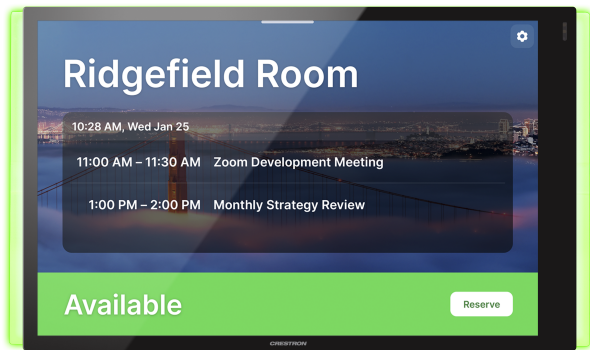 Ridgefield Room
10:28 AM, Wed Jan 25
11:00 AM – 11:30 AM Zoom Development Meeting
1:00 PM – 2:00 PM Monthly Strategy Review
Available
Reserve
CRESTRON